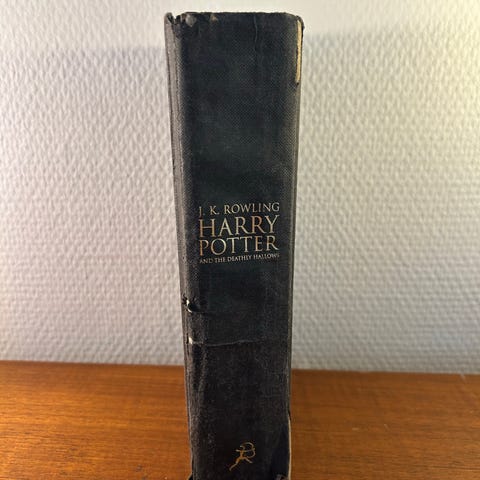 J. K. ROWLING
HARRY
POTTER
AND THE DEATHLY HALLOWS